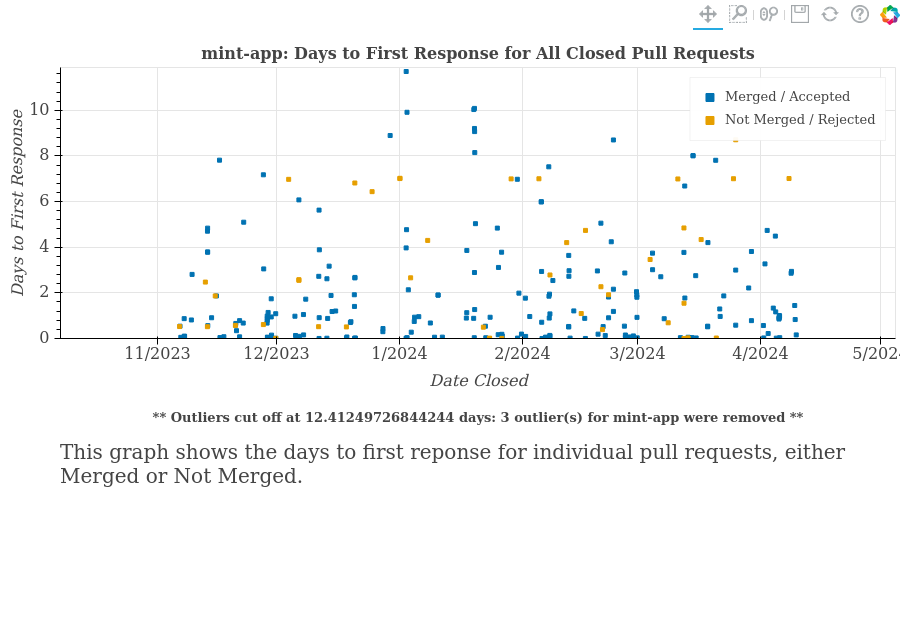 mint-app: Days to First Response for All Closed Pull Requests
Days to First Response
10
8
6
4
2
0
Merged / Accepted
Not Merged / Rejected
11/2023 12/2023 1/2024 2/2024 3/2024 4/2024 5/202
Date Closed
** Outliers cut off at 12.41249726844244 days: 3 outlier(s) for mint-app were removed **
This graph shows the days to first reponse for individual pull requests, either
Merged or Not Merged.